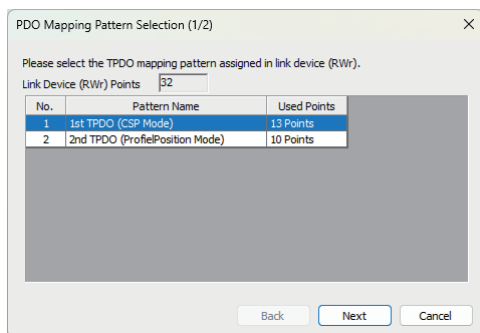 PDO Mapping Pattern Selection (1/2)
Please select the TPDO mapping pattern assigned in link device (RWr).
Link Device (RWr) Points 32
No. Pattern Name Used Points
1 1st TPDO (CSP Mode) 13 Points
2 2nd TPDO (ProfielPosition Mode) 10 Points
Back Next Cancel